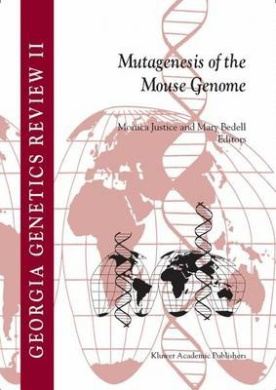 GEORGIA GENETICS REVIEW II
Mutagenesis of the
Mouse Genome
Monica Justice and Mary Bedell
Editors
Kluwer Academic Publishers